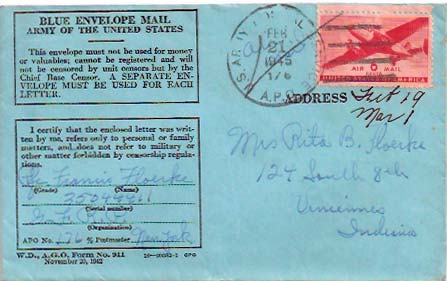 BLUE ENVELOPE MAIL
ARMY OF THE UNITED STATES
This envelope must not be used for money
or valuables; cannot be registered and will
not be censored by unit censors but by the
Chief Base Censor. A SEPARATE EN-
VELOPE MUST BE USED FOR EACH
LETTER.
U.S. ARMY
FEB
21
1945
176
A.P.O.
AIR MAIL
6
UNITED STATES OF AMERICA
ADDRESS
Feb 19
Mar 1
I certify that the enclosed letter was writ-
ten by me, refers only to personal or family
matters, and does not refer to military or
other matter forbidden by censorship regula-
tions.
Francis Floerke
(Grade) (Name)
(Serial number)
(Organization)
APO No. 176 % Postmaster New York
W.D., A.G.O. Form No. 911
November 20, 1942
GPO
Mrs Rita B. Floerke
124 South 8th
Vincennes
Indiana